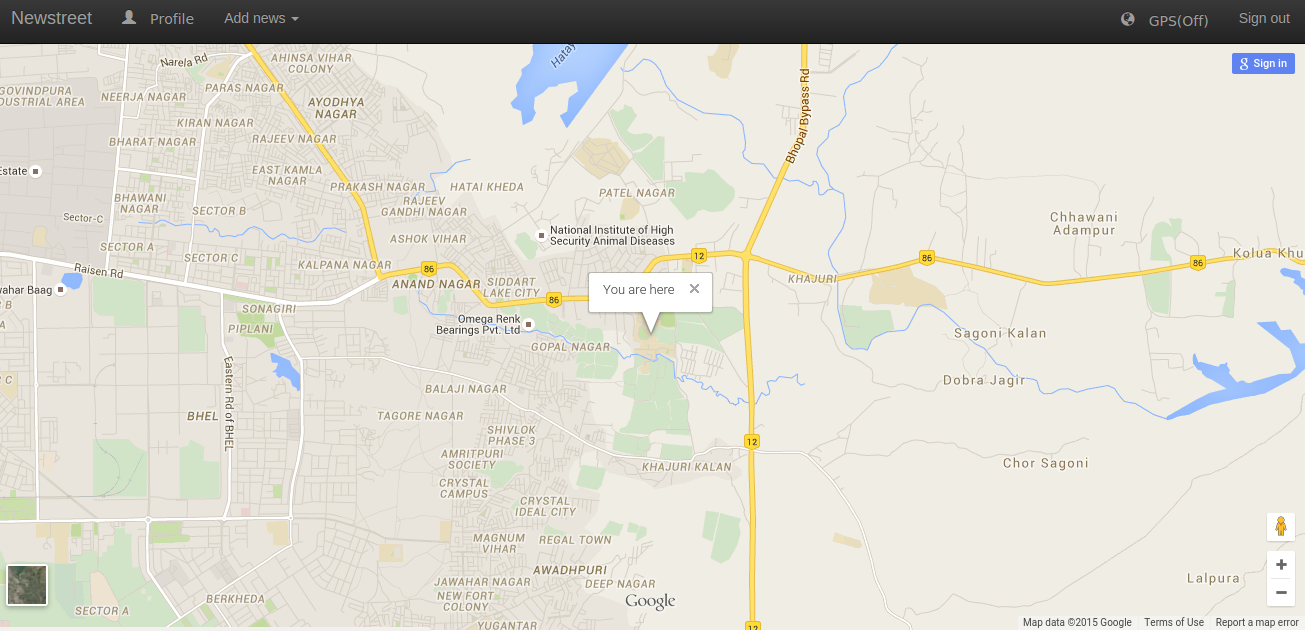 Newstreet
Profile
Add news
GPS(Off)
Sign out
Sign in
Narela Rd
AHINSA VIHAR
COLONY
Hatay
Bhopal Bypass Rd
GOVINDPURA
DUSTRIAL AREA
NEERJA NAGAR
PARAS NAGAR
AYODHYA
NAGAR
KIRAN NAGAR
BHARAT NAGAR
RAJEEV NAGAR
Estate
EAST KAMLA
NAGAR
PRAKASH NAGAR
HATAI KHEDA
PATEL NAGAR
BHAWANI
NAGAR
RAJEEV
GANDHI NAGAR
Sector-C
SECTOR B
Chhawani
Adampur
National Institute of High
Security Animal Diseases
ASHOK VIHAR
SECTOR A
SECTOR C
KALPANA NAGAR
Raisen Rd
86
12
86
86
Kolua Khu
KHAJURI
ANAND NAGAR
SIDDART
LAKE CITY
86
You are here
wahar Baag
R B
SONAGIRI
PIPLANI
Omega Renk
Bearings Pvt. Ltd
GOPAL NAGAR
Sagoni Kalan
Dobra Jagir
R C
Eastern Rd of BHEL
BALAJI NAGAR
BHEL
TAGORE NAGAR
SHIVLOK
PHASE 3
12
AMRITPURI
SOCIETY
KHAJURI KALAN
Chor Sagoni
CRYSTAL
CAMPUS
CRYSTAL
IDEAL CITY
MAGNUM
VIHAR
REGAL TOWN
AWADHPURI
DEEP NAGAR
JAWAHAR NAGAR
NEW FORT
COLONY
Lalpura
BERKHEDA
SECTOR A
Google
YUGANTAR
12
Map data ©2015 Google
Terms of Use
Report a map error